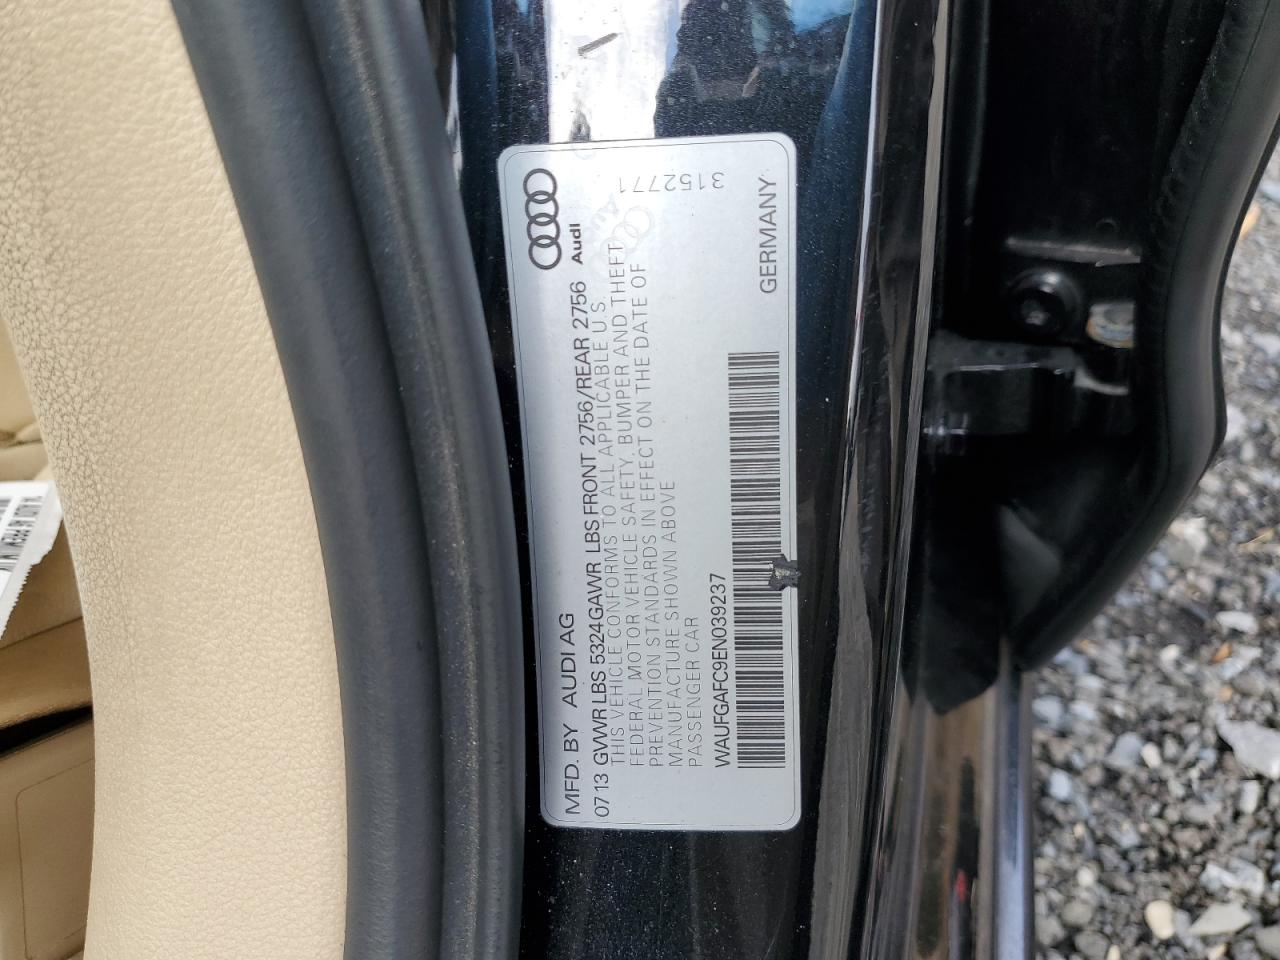 Audi
MFD. BY AUDI AG
0713 GVWR LBS 5324 GAWR LBS FRONT 2756/REAR 2756
THIS VEHICLE CONFORMS TO ALL APPLICABLE U.S.
FEDERAL MOTOR VEHICLE SAFETY, BUMPER AND THEFT
PREVENTION STANDARDS IN EFFECT ON THE DATE OF
MANUFACTURE SHOWN ABOVE
PASSENGER CAR
WAUFGAFC9EN039237
GERMANY
3152771